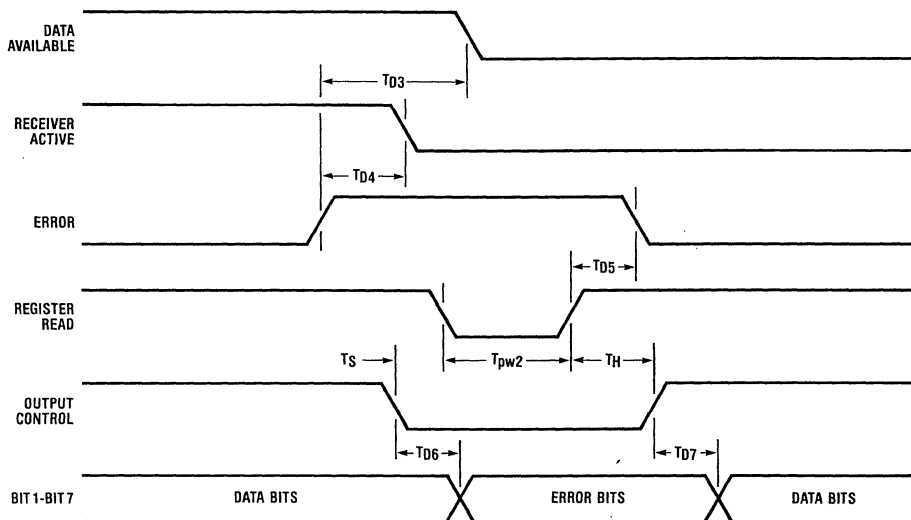 DATA
AVAILABLE
TD3
RECEIVER
ACTIVE
TD4
ERROR
TD5
REGISTER
READ
TS
Tpw2
TH
OUTPUT
CONTROL
TD6
TD7
BIT 1-BIT 7
DATA BITS
ERROR BITS
DATA BITS